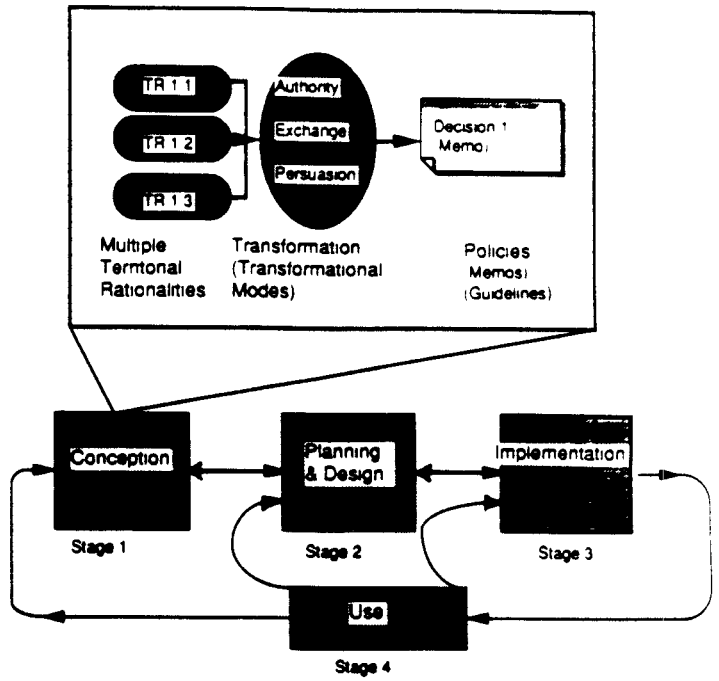 TR 1 1
TR 1 2
TR 1 3
Authority
Exchange
Persuasion
Decision 1
Memo)
Multiple
Territorial
Rationalities
Transformation
(Transformational
Modes)
Policies
Memos)
(Guidelines)
Conception
Stage 1
Planning
& Design
Stage 2
Implementation
Stage 3
Use
Stage 4